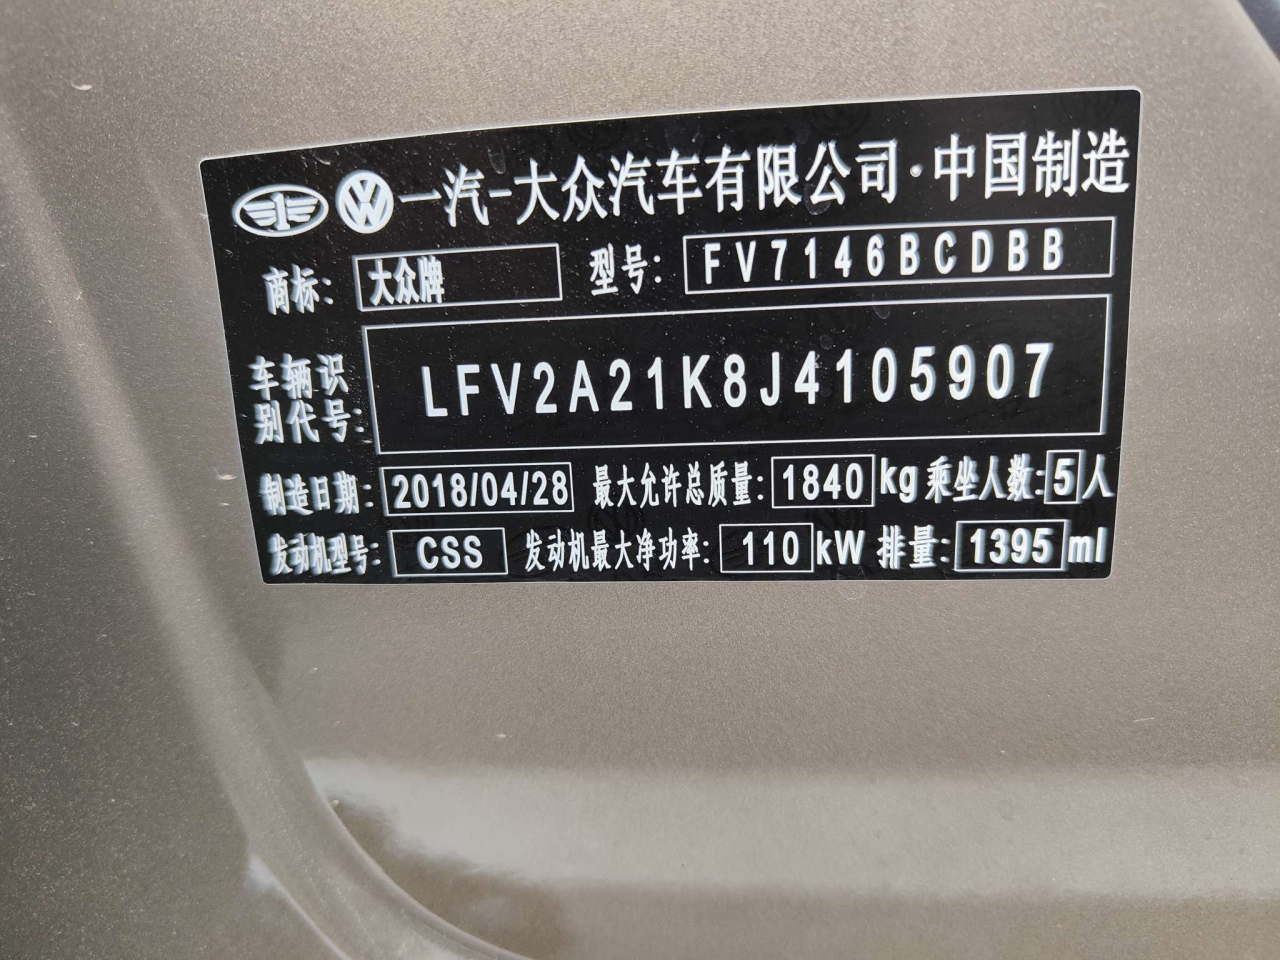 一汽-大众汽车有限公司·中国制造
商标: 大众牌 型号: FV7146BCDBB
车辆识别代号: LFV2A21K8J4105907
制造日期: 2018/04/28 最大允许总质量: 1840 kg 乘坐人数: 5 人
发动机型号: CSS 发动机最大净功率: 110 kW 排量: 1395 ml